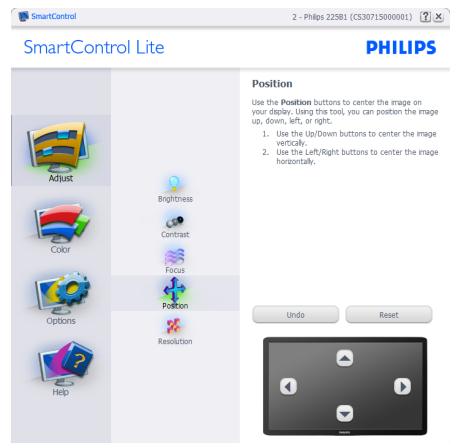 SmartControl
2 - Philips 225B1 (CS30715000001)
?
X
SmartControl Lite
PHILIPS
Adjust
Color
Options
Help
Brightness
Contrast
Focus
Position
Resolution
Position
Use the Position buttons to center the image on
your display. Using this tool, you can position the image
up, down, left, or right.
1. Use the Up/Down buttons to center the image
vertically.
2. Use the Left/Right buttons to center the image
horizontally.
Undo
Reset